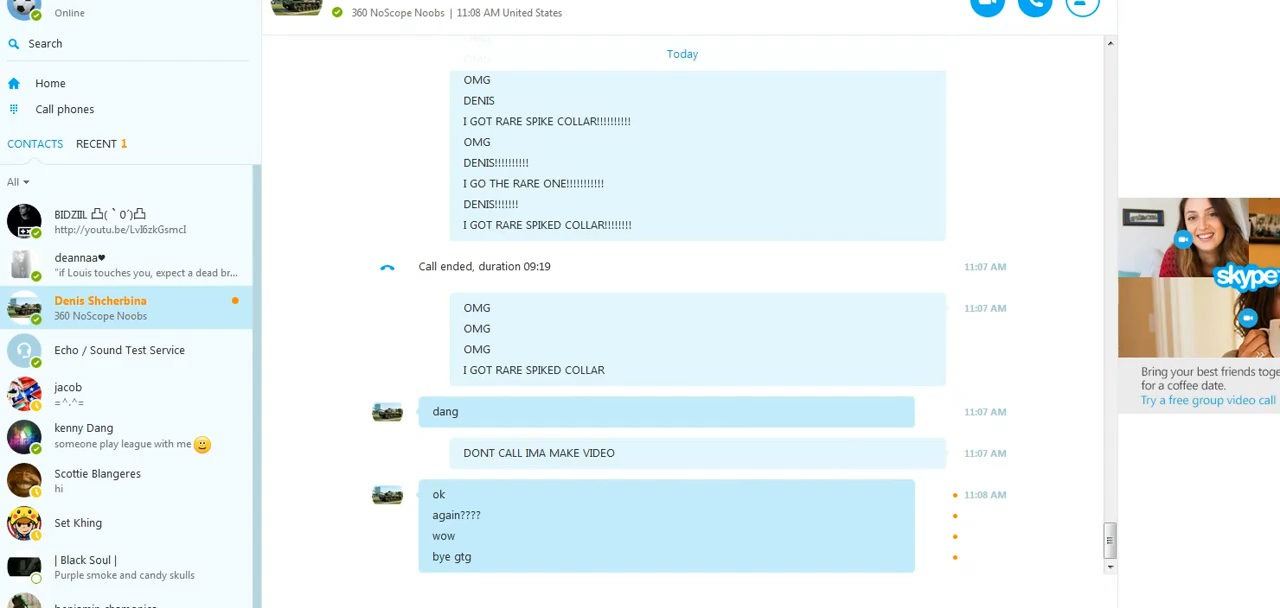 Online
360 NoScope Noobs | 11:08 AM United States
Search
Home
Call phones
CONTACTS RECENT 1
All
BIDZIIL 凸(｀0´)凸
http://youtu.be/LvI6zkGsmcI
deannaa♥
"if Louis touches you, expect a dead br...
Denis Shcherbina
360 NoScope Noobs
Echo / Sound Test Service
jacob
=^.^=
kenny Dang
someone play league with me
Scottie Blangeres
hi
Set Khing
| Black Soul |
Purple smoke and candy skulls
Today
OMG
DENIS
I GOT RARE SPIKE COLLAR!!!!!!!!!!
OMG
DENIS!!!!!!!!!!
I GO THE RARE ONE!!!!!!!!!!!
DENIS!!!!!!!
I GOT RARE SPIKED COLLAR!!!!!!!!
Call ended, duration 09:19 11:07 AM
OMG 11:07 AM
OMG
OMG
I GOT RARE SPIKED COLLAR
dang 11:07 AM
DONT CALL IMA MAKE VIDEO 11:07 AM
ok 11:08 AM
again????
wow
bye gtg
skype
Bring your best friends toge
for a coffee date.
Try a free group video call